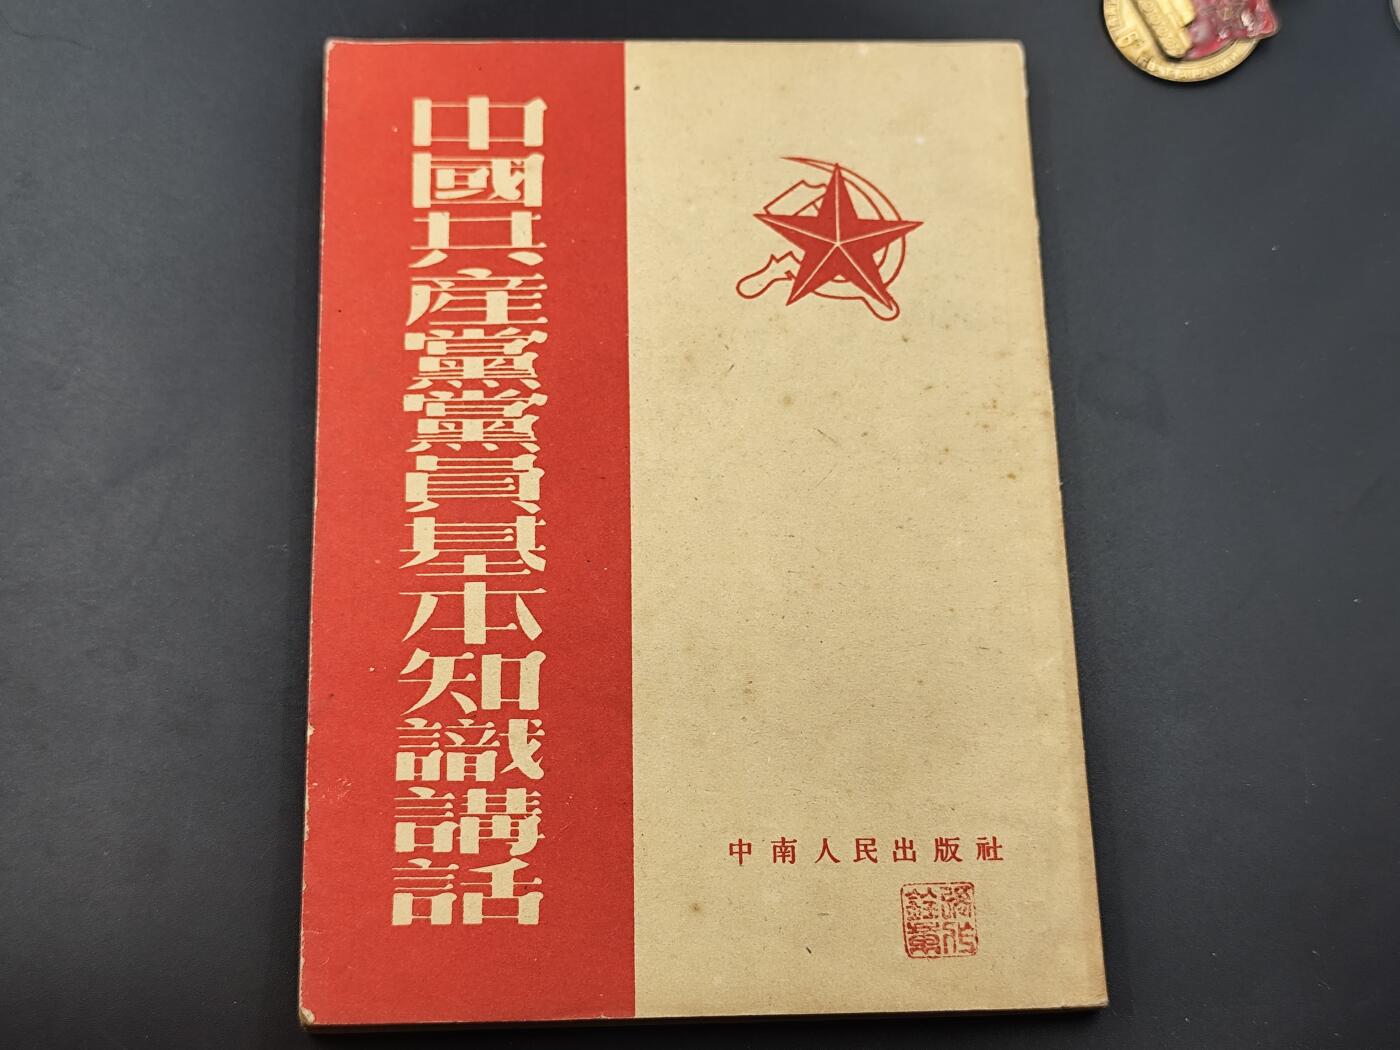 中國共産黨黨員基本知識講話
中南人民出版社